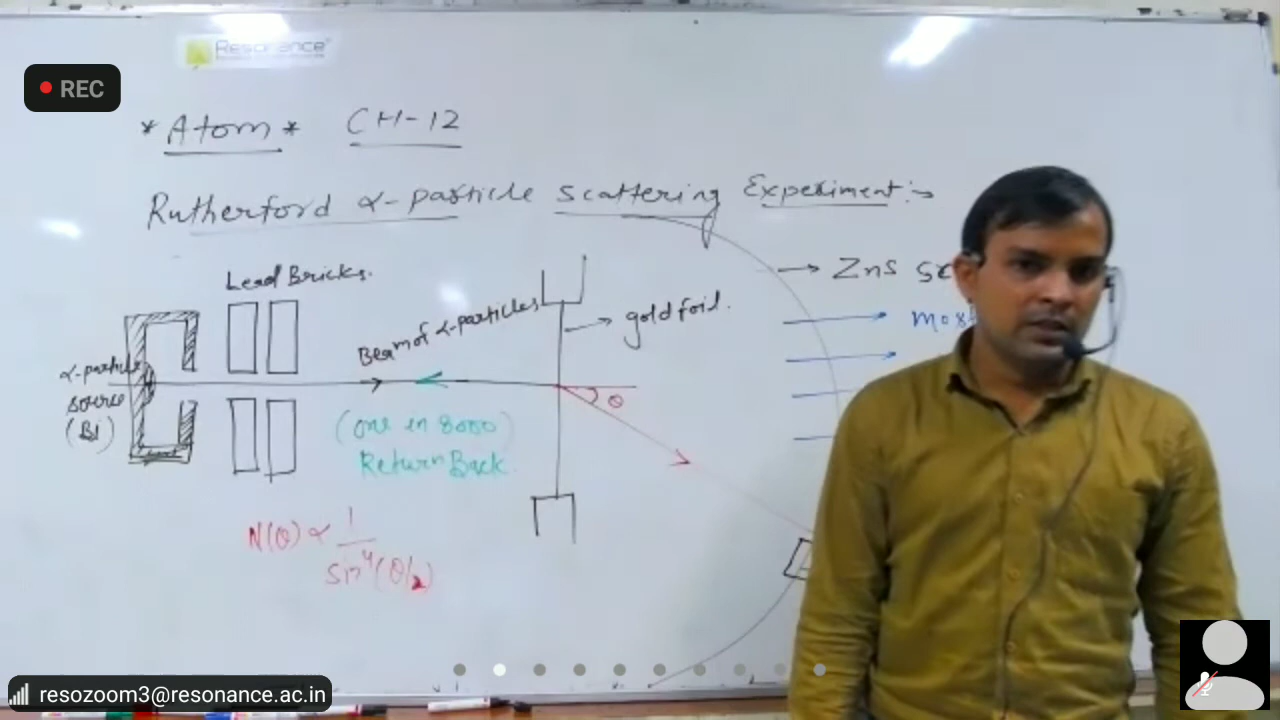 Resonance
REC
* Atom * CH-12
Rutherford α-particle scattering Experiment :→
Lead Bricks.
Beam of α-particles
gold foil.
→ Zns
α-particle
source
(Bi)
θ
(one in 8000)
Return Back.
N(θ) ∝ 1/sin⁴(θ/2)
resozoom3@resonance.ac.in